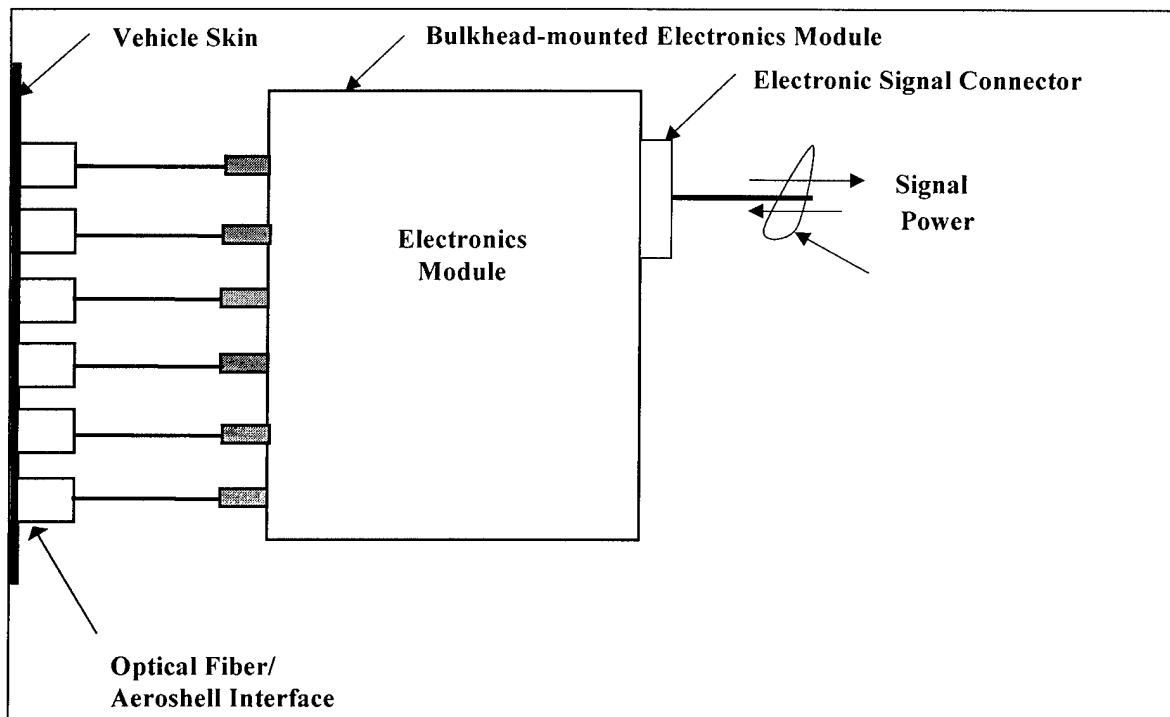 Vehicle Skin
Bulkhead-mounted Electronics Module
Electronic Signal Connector
Signal
Power
Electronics
Module
Optical Fiber/
Aeroshell Interface